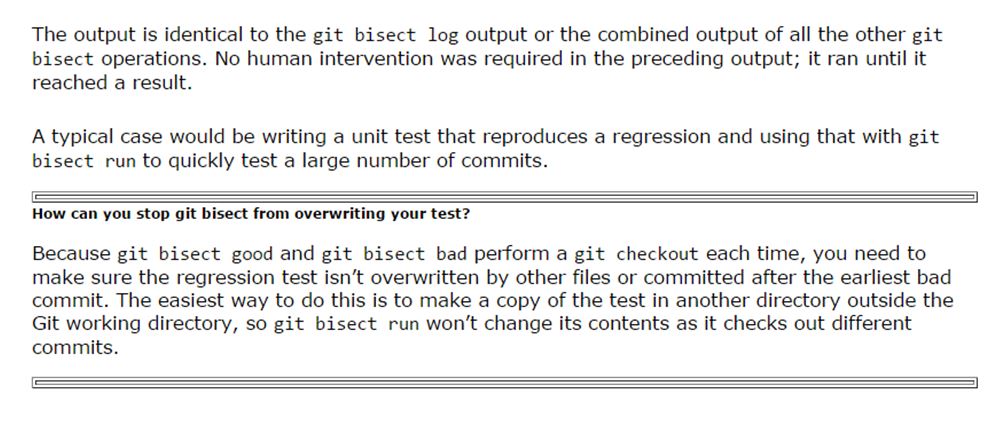 The output is identical to the git bisect log output or the combined output of all the other git
bisect operations. No human intervention was required in the preceding output; it ran until it
reached a result.
A typical case would be writing a unit test that reproduces a regression and using that with git
bisect run to quickly test a large number of commits.
How can you stop git bisect from overwriting your test?
Because git bisect good and git bisect bad perform a git checkout each time, you need to
make sure the regression test isn’t overwritten by other files or committed after the earliest bad
commit. The easiest way to do this is to make a copy of the test in another directory outside the
Git working directory, so git bisect run won’t change its contents as it checks out different
commits.